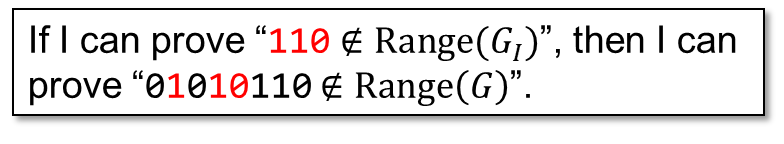 If I can prove “110 ∉ Range(G_I)”, then I can
prove “01010110 ∉ Range(G)”.